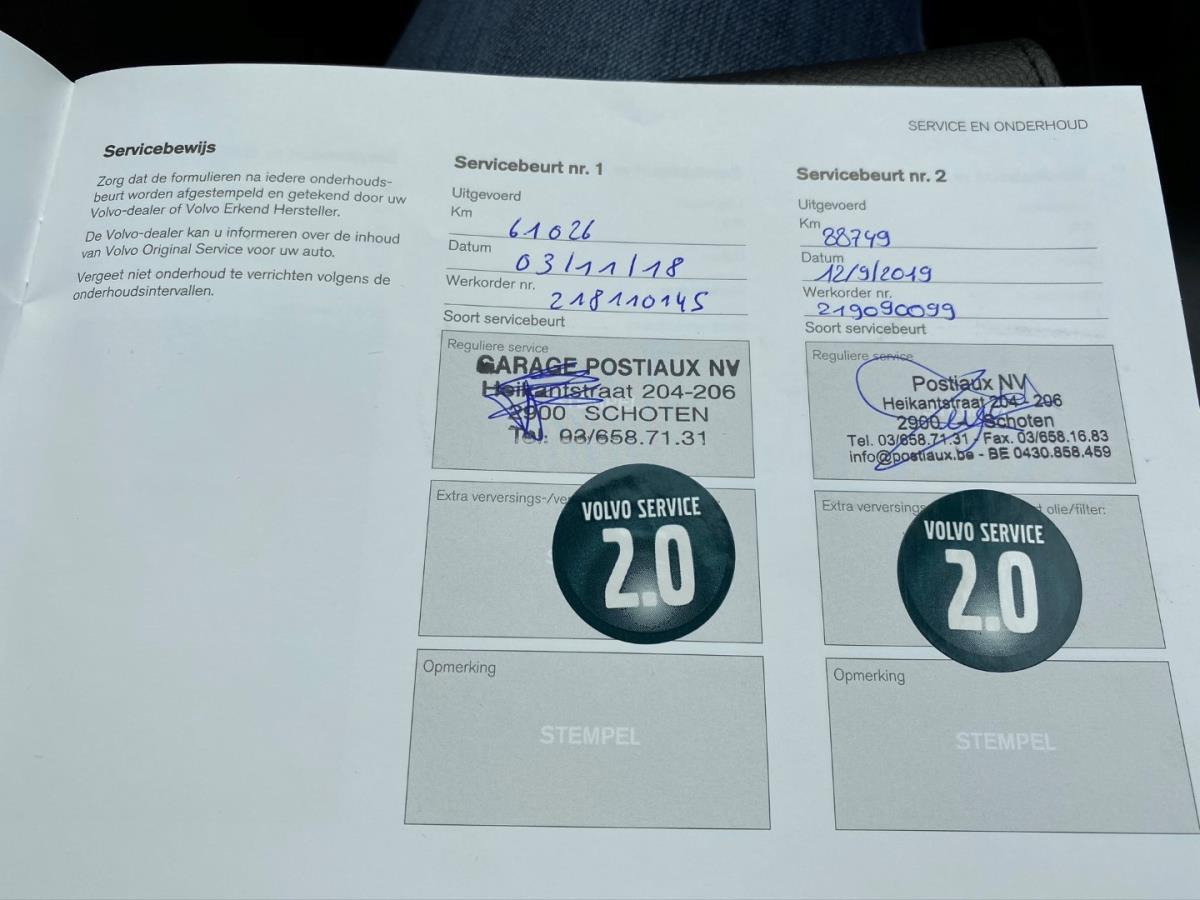 SERVICE EN ONDERHOUD
Servicebewijs
Zorg dat de formulieren na iedere onderhouds-
beurt worden afgestempeld en getekend door uw
Volvo-dealer of Volvo Erkend Hersteller.
De Volvo-dealer kan u informeren over de inhoud
van Volvo Original Service voor uw auto.
Vergeet niet onderhoud te verrichten volgens de
onderhoudsintervallen.
Servicebeurt nr. 1
Uitgevoerd
Km
61026
Datum
03/11/18
Werkorder nr.
218110145
Soort servicebeurt
Reguliere service
GARAGE POSTIAUX NV
Heikantstraat 204-206
2900 SCHOTEN
Tel. 03/658.71.31
Extra verversings-/ve
VOLVO SERVICE
2.0
Opmerking
STEMPEL
Servicebeurt nr. 2
Uitgevoerd
Km
88749
Datum
12/9/2019
Werkorder nr.
219090099
Soort servicebeurt
Reguliere service
Postiaux NV
Heikantstraat 204 - 206
2900 Schoten
Tel. 03/658.71.31 - Fax. 03/658.16.83
info@postiaux.be - BE 0430.858.459
Extra verversings t olie/filter:
VOLVO SERVICE
2.0
Opmerking
STEMPEL